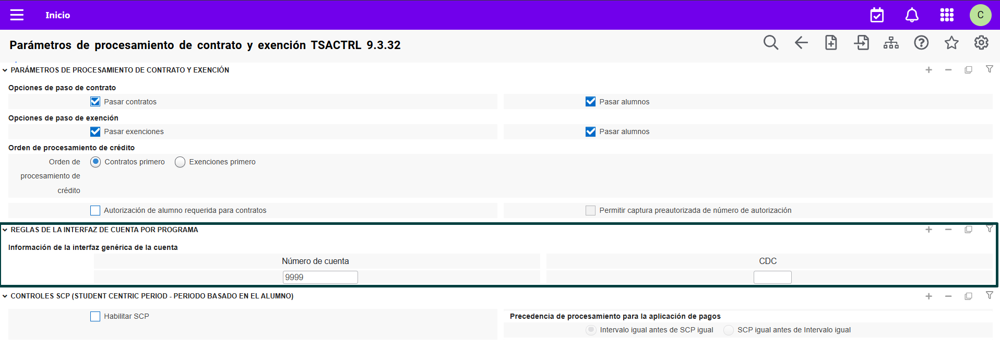 Inicio
C
Parámetros de procesamiento de contrato y exención TSACTRL 9.3.32
PARÁMETROS DE PROCESAMIENTO DE CONTRATO Y EXENCIÓN
Opciones de paso de contrato
Pasar contratos
Pasar alumnos
Opciones de paso de exención
Pasar exenciones
Pasar alumnos
Orden de procesamiento de crédito
Orden de
procesamiento de
crédito
Contratos primero
Exenciones primero
Autorización de alumno requerida para contratos
Permitir captura preautorizada de número de autorización
REGLAS DE LA INTERFAZ DE CUENTA POR PROGRAMA
Información de la interfaz genérica de la cuenta
Número de cuenta
CDC
9999
CONTROLES SCP (STUDENT CENTRIC PERIOD - PERIODO BASADO EN EL ALUMNO)
Habilitar SCP
Precedencia de procesamiento para la aplicación de pagos
Intervalo igual antes de SCP igual
SCP igual antes de Intervalo igual